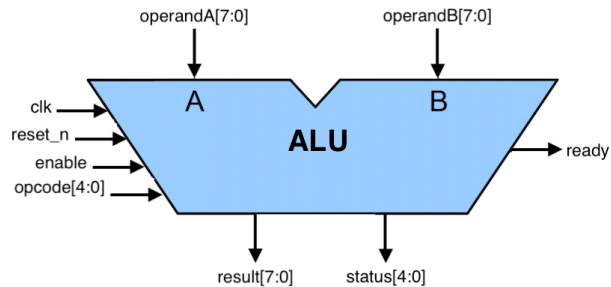 operandA[7:0]
operandB[7:0]
A
B
clk
ALU
reset_n
ready
enable
opcode[4:0]
result[7:0]
status[4:0]